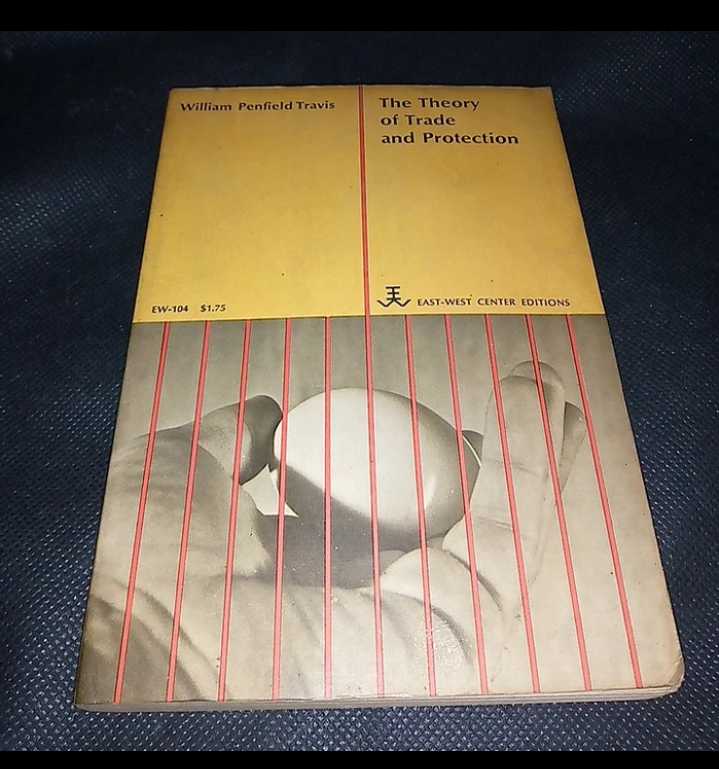 William Penfield Travis
The Theory
of Trade
and Protection
EW-104 $1.75
EAST-WEST CENTER EDITIONS